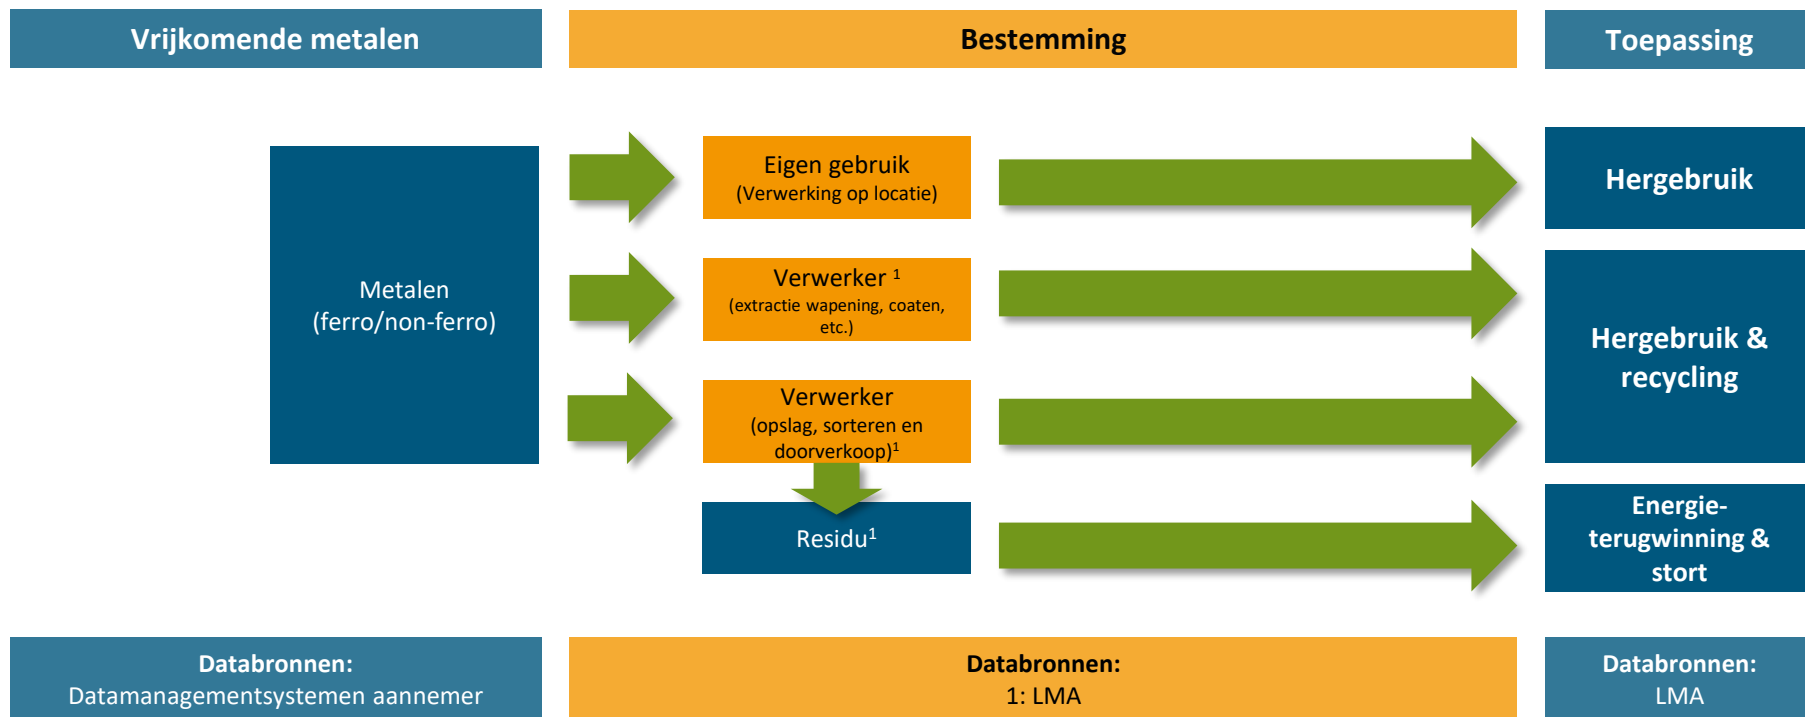 Vrijkomende metalen
Bestemming
Toepassing
Metalen
(ferro/non-ferro)
Eigen gebruik
(Verwerking op locatie)
Hergebruik
Verwerker ¹
(extractie wapening, coaten,
etc.)
Hergebruik &
recycling
Verwerker
(opslag, sorteren en
doorverkoop)¹
Residu¹
Energie-
terugwinning &
stort
Databronnen:
Datamanagementsystemen aannemer
Databronnen:
1: LMA
Databronnen:
LMA